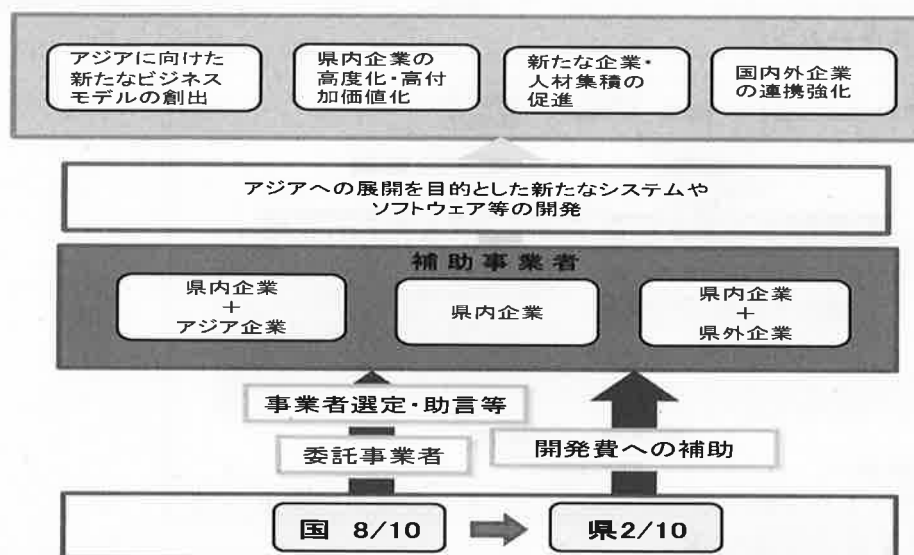 アジアに向けた
新たなビジネス
モデルの創出
県内企業の
高度化・高付
加価値化
新たな企業・
人材集積の
促進
国内外企業
の連携強化
アジアへの展開を目的とした新たなシステムや
ソフトウェア等の開発
補助事業者
県内企業
+
アジア企業
県内企業
県内企業
+
県外企業
事業者選定・助言等
委託事業者
開発費への補助
国 8/10
県2/10